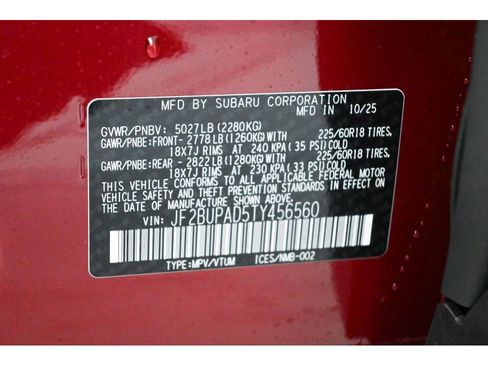 MFD BY SUBARU CORPORATION
MFD IN 10/25
GVWR/PNBV: 5027LB (2280KG)
GAWR/PNBE:FRONT- 2778LB (1260KG)WITH 225/60R18 TIRES,
18X7J RIMS AT 240 KPA (35 PSI) COLD
GAWR/PNBE:REAR - 2822LB (1280KG)WITH 225/60R18 TIRES,
18X7J RIMS AT 230 KPA (33 PSI) COLD
THIS VEHICLE CONFORMS TO ALL APPLICABLE FEDERAL MOTOR
VEHICLE SAFETY AND BUMPER STANDARDS IN EFFECT ON THE
DATE OF MANUFACTURE SHOWN ABOVE.
VIN: JF2BUPAD5TY456560
TYPE:MPV/VTUM ICES/NMB-002